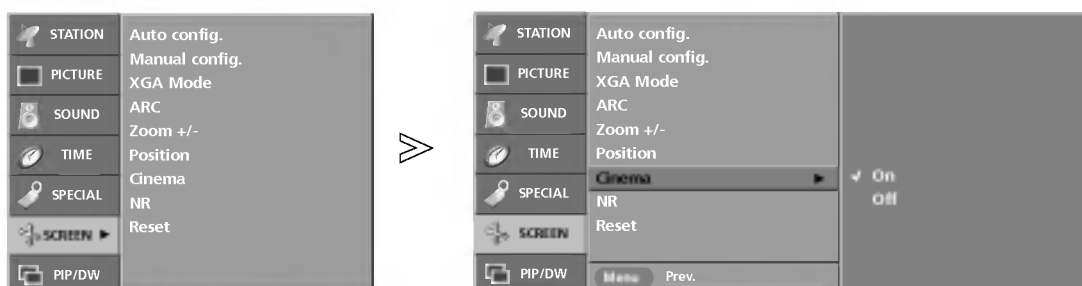 STATION
PICTURE
SOUND
TIME
SPECIAL
SCREEN
PIP/DW
Auto config.
Manual config.
XGA Mode
ARC
Zoom +/-
Position
Cinema
NR
Reset
STATION
PICTURE
SOUND
TIME
SPECIAL
SCREEN
PIP/DW
Auto config.
Manual config.
XGA Mode
ARC
Zoom +/-
Position
Cinema
NR
Reset
Menu Prev.
On
Off